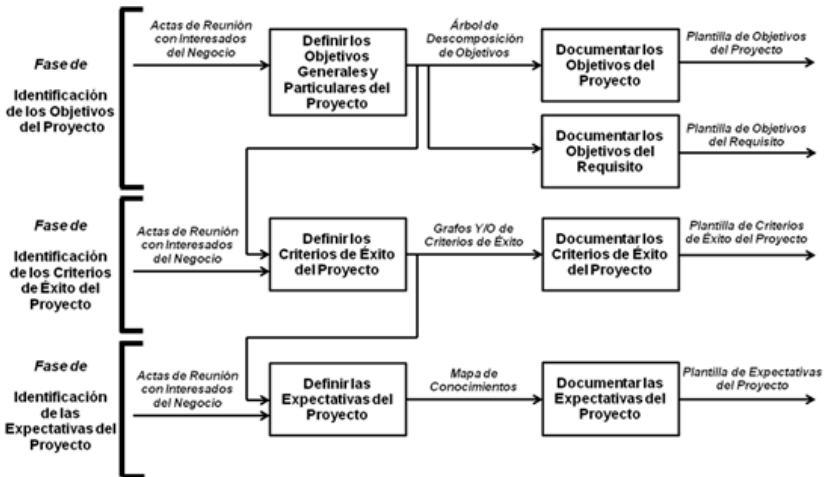 Fase de
Identificación
de los Objetivos
del Proyecto
Actas de Reunión
con Interesados
del Negocio
Definir los
Objetivos
Generales y
Particulares del
Proyecto
Árbol de
Descomposición
de Objetivos
Documentar los
Objetivos del
Proyecto
Plantilla de Objetivos
del Proyecto
Documentar los
Objetivos del
Requisito
Plantilla de Objetivos
del Requisito
Fase de
Identificación
de los Criterios
de Éxito del
Proyecto
Actas de Reunión
con Interesados
del Negocio
Definir los
Criterios de Éxito
del Proyecto
Grafos Y/O de
Criterios de Éxito
Documentar los
Criterios de Éxito
del Proyecto
Plantilla de Criterios
de Éxito del Proyecto
Fase de
Identificación
de las
Expectativas del
Proyecto
Actas de Reunión
con Interesados
del Negocio
Definir las
Expectativas del
Proyecto
Mapa de
Conocimientos
Documentar las
Expectativas del
Proyecto
Plantilla de Expectativas
del Proyecto